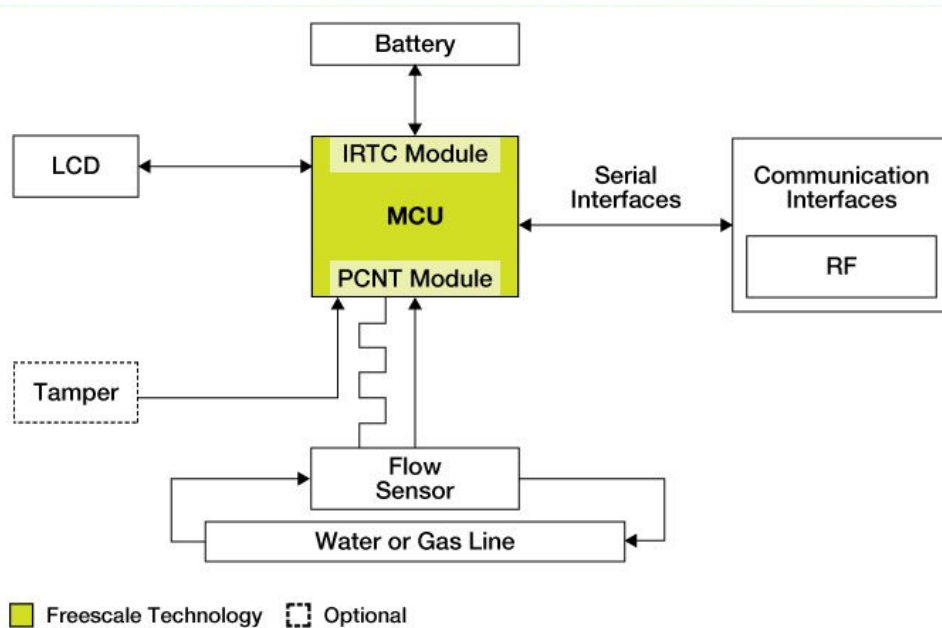 Battery
IRTC Module
LCD
MCU
Serial
Interfaces
Communication
Interfaces
RF
PCNT Module
Tamper
Flow
Sensor
Water or Gas Line
Freescale Technology
Optional